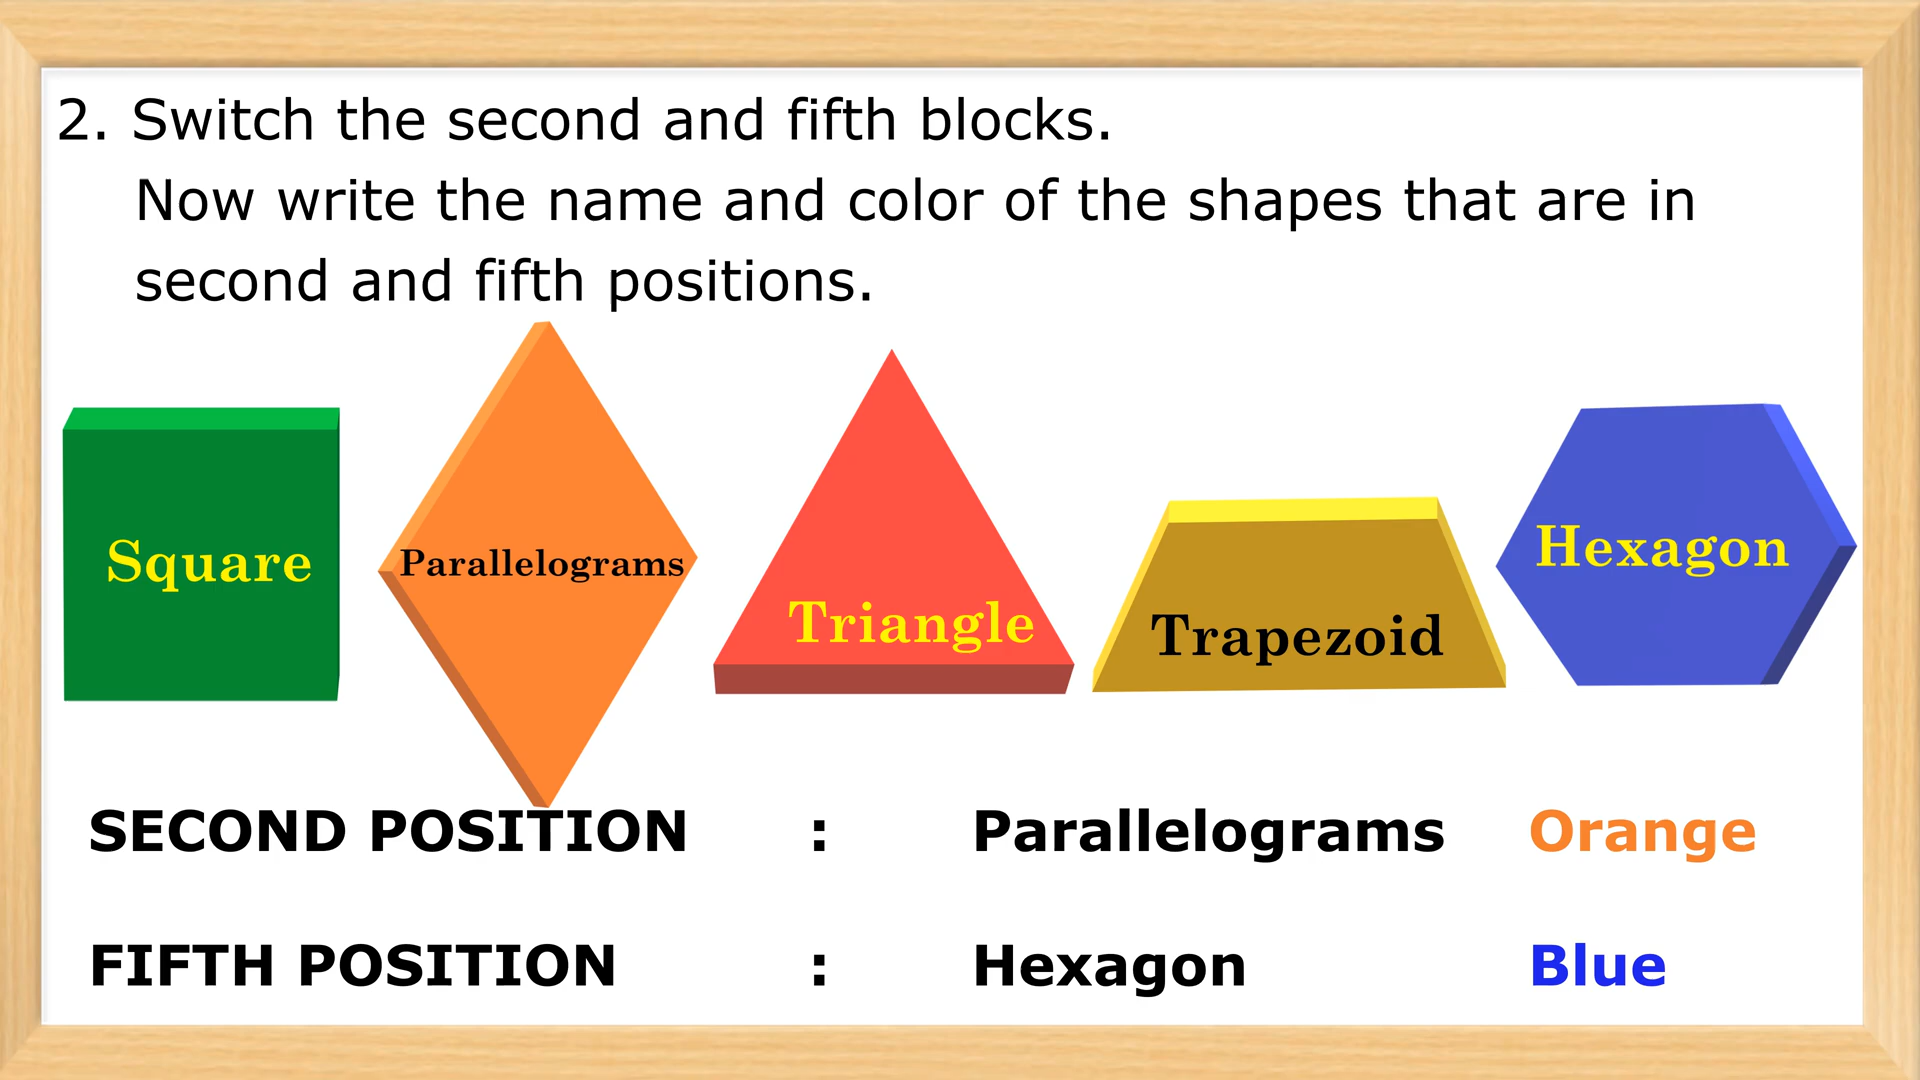 2. Switch the second and fifth blocks.
Now write the name and color of the shapes that are in
second and fifth positions.
Square
Parallelograms
Triangle
Trapezoid
Hexagon
SECOND POSITION : Parallelograms Orange
FIFTH POSITION : Hexagon Blue